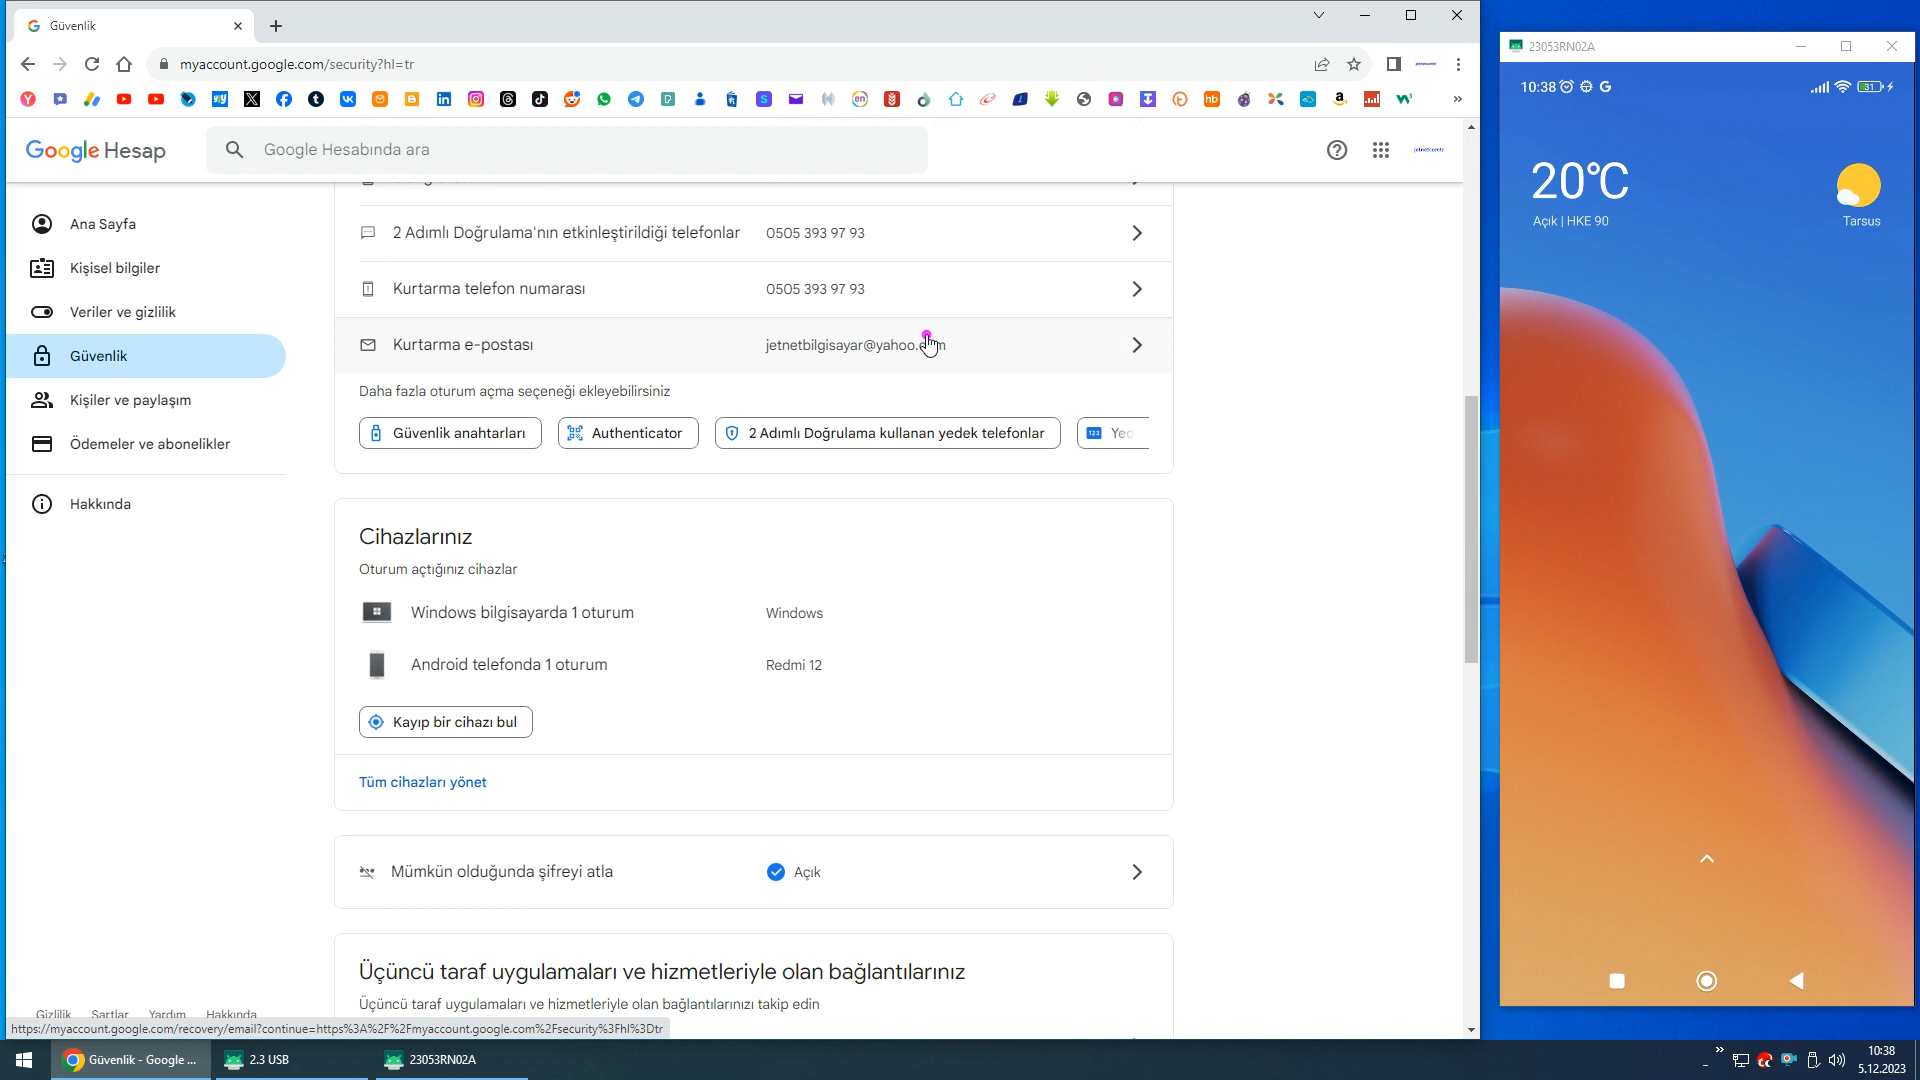 Güvenlik
myaccount.google.com/security?hl=tr
Google Hesap
Google Hesabında ara
jetnetcomtr
Ana Sayfa
Kişisel bilgiler
Veriler ve gizlilik
Güvenlik
Kişiler ve paylaşım
Ödemeler ve abonelikler
Hakkında
2 Adımlı Doğrulama'nın etkinleştirildiği telefonlar 0505 393 97 93
Kurtarma telefon numarası 0505 393 97 93
Kurtarma e-postası jetnetbilgisayar@yahoo.
Daha fazla oturum açma seçeneği ekleyebilirsiniz
Güvenlik anahtarları
Authenticator
2 Adımlı Doğrulama kullanan yedek telefonlar
Cihazlarınız
Oturum açtığınız cihazlar
Windows bilgisayarda 1 oturum Windows
Android telefonda 1 oturum Redmi 12
Kayıp bir cihazı bul
Tüm cihazları yönet
Mümkün olduğunda şifreyi atla Açık
Üçüncü taraf uygulamaları ve hizmetleriyle olan bağlantılarınız
Üçüncü taraf uygulamaları ve hizmetleriyle olan bağlantılarınızı takip edin
Gizlilik Şartlar Yardım Hakkında
https://myaccount.google.com/recovery/email?continue=https%3A%2F%2Fmyaccount.google.com%2Fsecurity%3Fhl%3Dtr
23053RN02A
10:38
31
20°C
Açık | HKE 90
Tarsus
Güvenlik - Google ...
2.3 USB
23053RN02A
10:38
5.12.2023